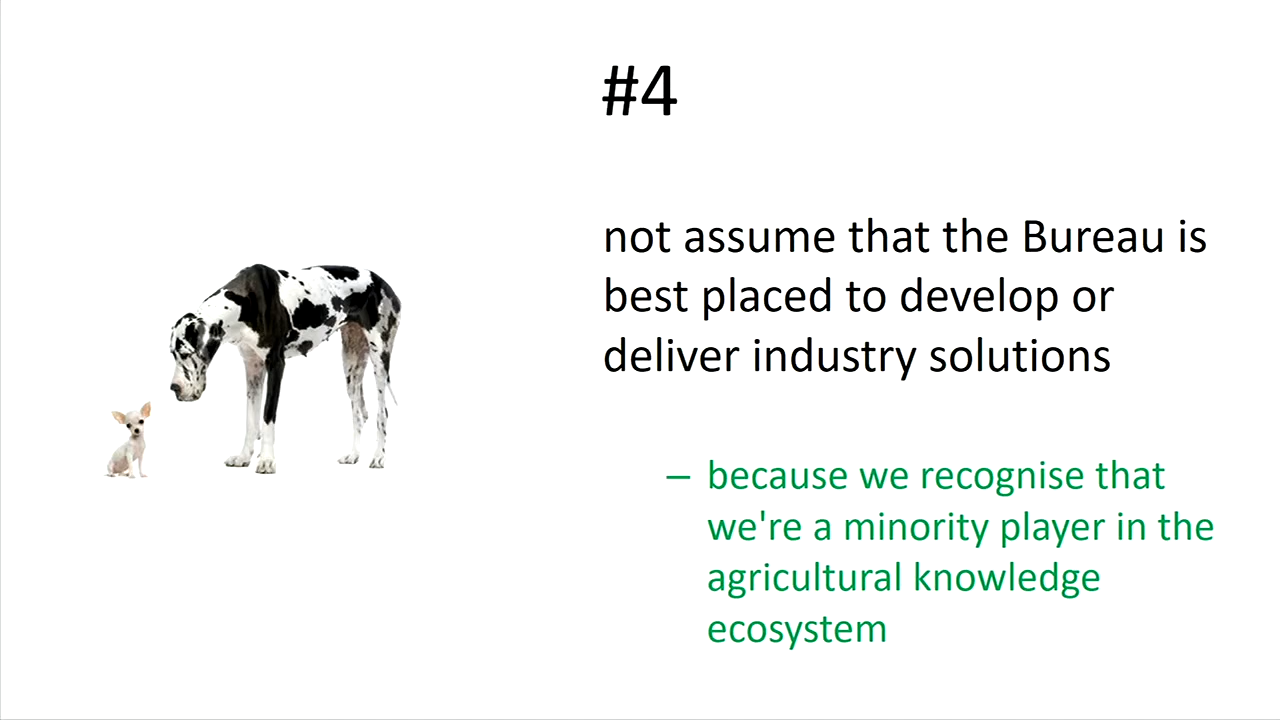 #4
not assume that the Bureau is
best placed to develop or
deliver industry solutions
– because we recognise that
we're a minority player in the
agricultural knowledge
ecosystem